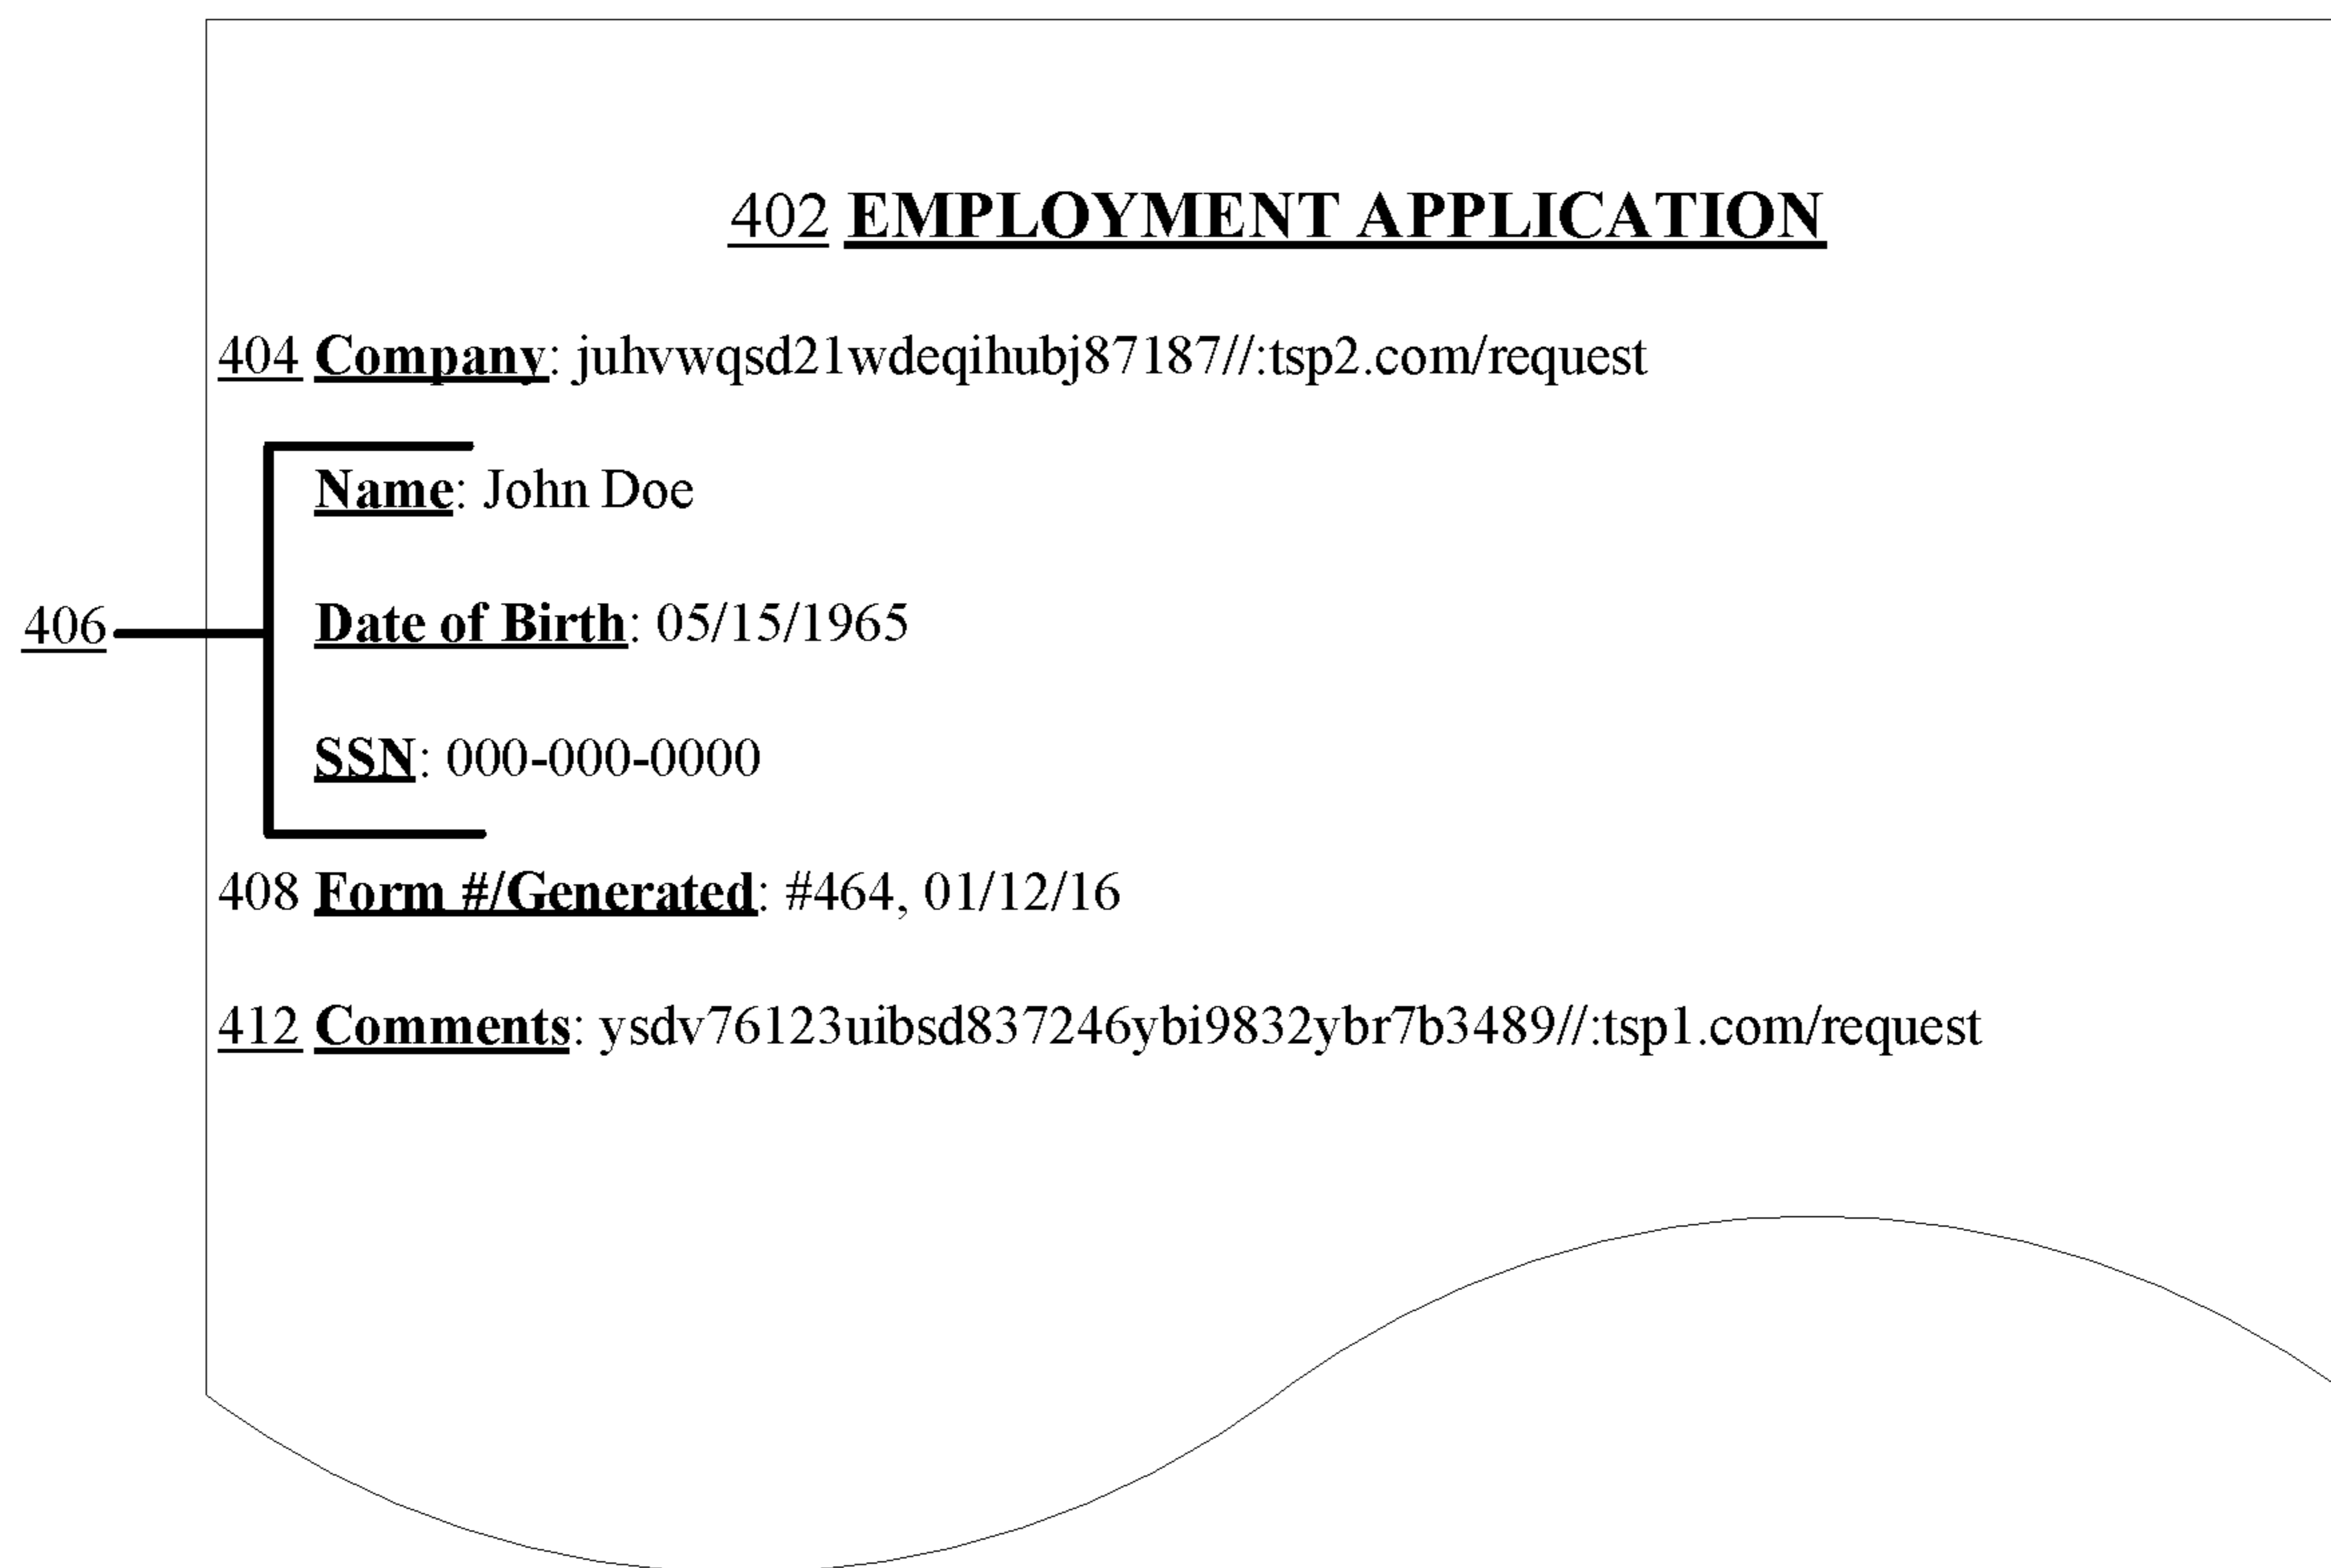 402 EMPLOYMENT APPLICATION
404 Company: juhvwqsd21wdeqihubj87187//:tsp2.com/request
Name: John Doe
406
Date of Birth: 05/15/1965
SSN: 000-000-0000
408 Form #/Generated: #464, 01/12/16
412 Comments: ysdv76123uibsd837246ybi9832ybr7b3489//:tsp1.com/request